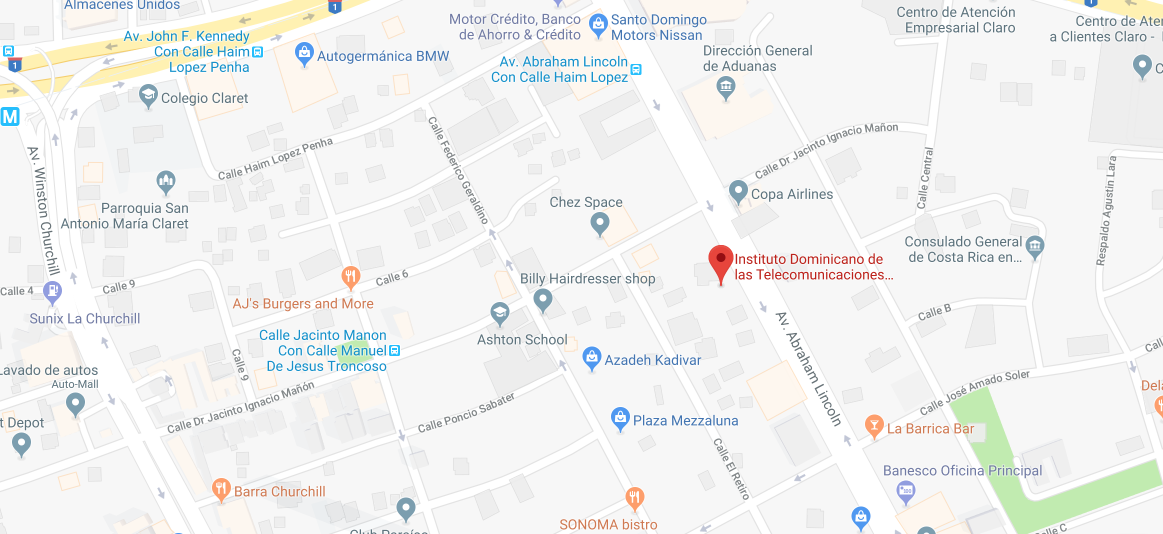 Almacenes Unidos
1
1
1
Motor Crédito, Banco
de Ahorro & Crédito
Santo Domingo
Motors Nissan
Centro de Atención
Empresarial Claro
Centro de
a Clientes Claro -
Av. John F. Kennedy
Con Calle Haim
Lopez Penha
Autogermánica BMW
Av. Abraham Lincoln
Con Calle Haim Lopez
Dirección General
de Aduanas
Colegio Claret
M
Av. Winston Churchill
Calle Haim Lopez Penha
Calle Federico Geraldino
Calle Dr Jacinto Ignacio Mañon
Calle Central
Respaldo Agustin Lara
Parroquia San
Antonio María Claret
Chez Space
Copa Airlines
Consulado General
de Costa Rica en...
Instituto Dominicano de
las Telecomunicaciones...
Calle 4
Calle 9
Calle 6
Billy Hairdresser shop
AJ's Burgers and More
Sunix La Churchill
Calle B
Calle Jacinto Manon
Con Calle Manuel
De Jesus Troncoso
Ashton School
Calle 9
Av. Abraham Lincoln
Azadeh Kadivar
Lavado de autos
Auto-Mall
Calle Dr Jacinto Ignacio Mañón
Calle Poncio Sabater
Calle José Amado Soler
Plaza Mezzaluna
La Barrica Bar
t Depot
Calle El Retiro
Banesco Oficina Principal
Barra Churchill
SONOMA bistro
Club Paraíso
Calle C